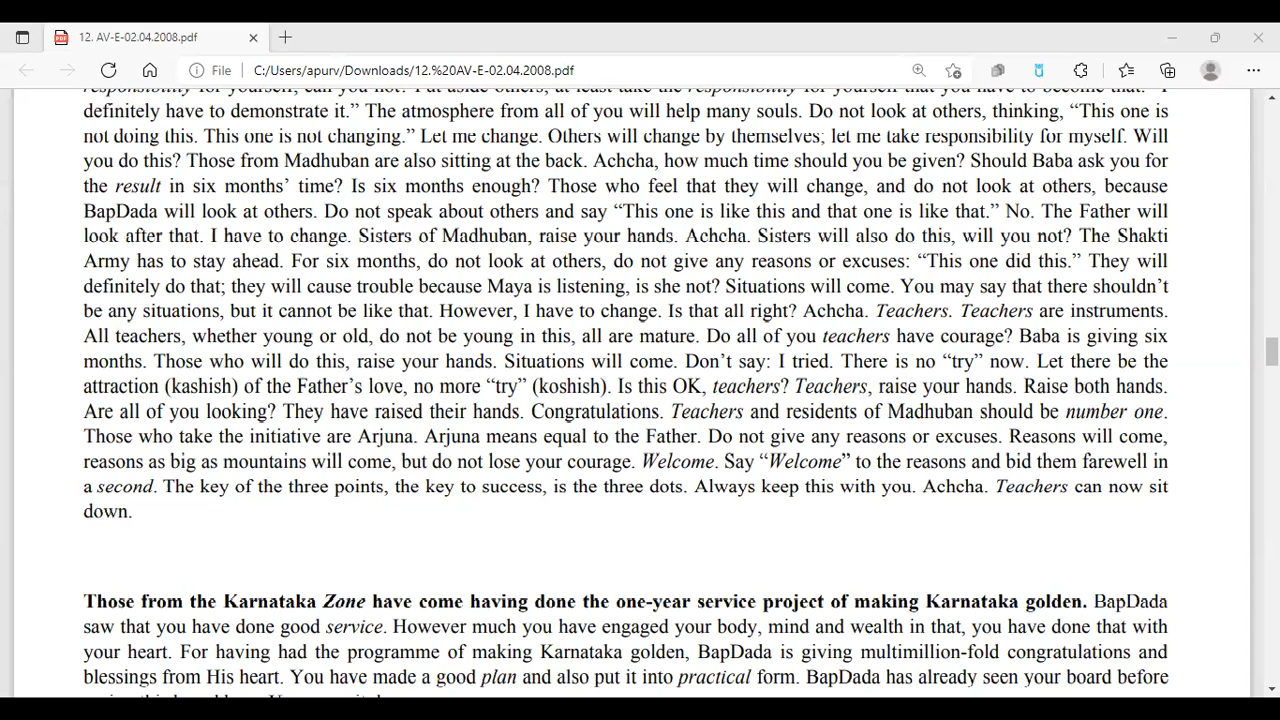 12. AV-E-02.04.2008.pdf
File C:/Users/apurv/Downloads/12.%20AV-E-02.04.2008.pdf
definitely have to demonstrate it.” The atmosphere from all of you will help many souls. Do not look at others, thinking, “This one is
not doing this. This one is not changing.” Let me change. Others will change by themselves; let me take responsibility for myself. Will
you do this? Those from Madhuban are also sitting at the back. Achcha, how much time should you be given? Should Baba ask you for
the result in six months’ time? Is six months enough? Those who feel that they will change, and do not look at others, because
BapDada will look at others. Do not speak about others and say “This one is like this and that one is like that.” No. The Father will
look after that. I have to change. Sisters of Madhuban, raise your hands. Achcha. Sisters will also do this, will you not? The Shakti
Army has to stay ahead. For six months, do not look at others, do not give any reasons or excuses: “This one did this.” They will
definitely do that; they will cause trouble because Maya is listening, is she not? Situations will come. You may say that there shouldn’t
be any situations, but it cannot be like that. However, I have to change. Is that all right? Achcha. Teachers. Teachers are instruments.
All teachers, whether young or old, do not be young in this, all are mature. Do all of you teachers have courage? Baba is giving six
months. Those who will do this, raise your hands. Situations will come. Don’t say: I tried. There is no “try” now. Let there be the
attraction (kashish) of the Father’s love, no more “try” (koshish). Is this OK, teachers? Teachers, raise your hands. Raise both hands.
Are all of you looking? They have raised their hands. Congratulations. Teachers and residents of Madhuban should be number one.
Those who take the initiative are Arjuna. Arjuna means equal to the Father. Do not give any reasons or excuses. Reasons will come,
reasons as big as mountains will come, but do not lose your courage. Welcome. Say “Welcome” to the reasons and bid them farewell in
a second. The key of the three points, the key to success, is the three dots. Always keep this with you. Achcha. Teachers can now sit
down.
Those from the Karnataka Zone have come having done the one-year service project of making Karnataka golden. BapDada
saw that you have done good service. However much you have engaged your body, mind and wealth in that, you have done that with
your heart. For having had the programme of making Karnataka golden, BapDada is giving multimillion-fold congratulations and
blessings from His heart. You have made a good plan and also put it into practical form. BapDada has already seen your board before